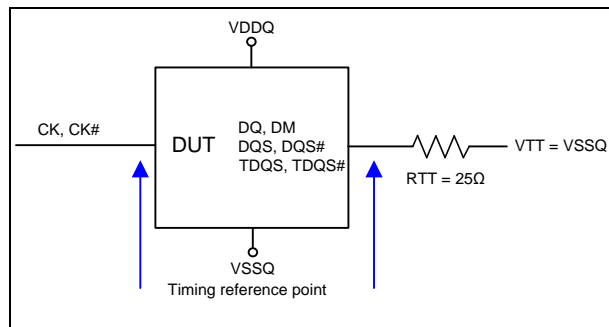 VDDQ
CK, CK#
DUT
DQ, DM
DQS, DQS#
TDQS, TDQS#
VTT = VSSQ
RTT = 25Ω
VSSQ
Timing reference point